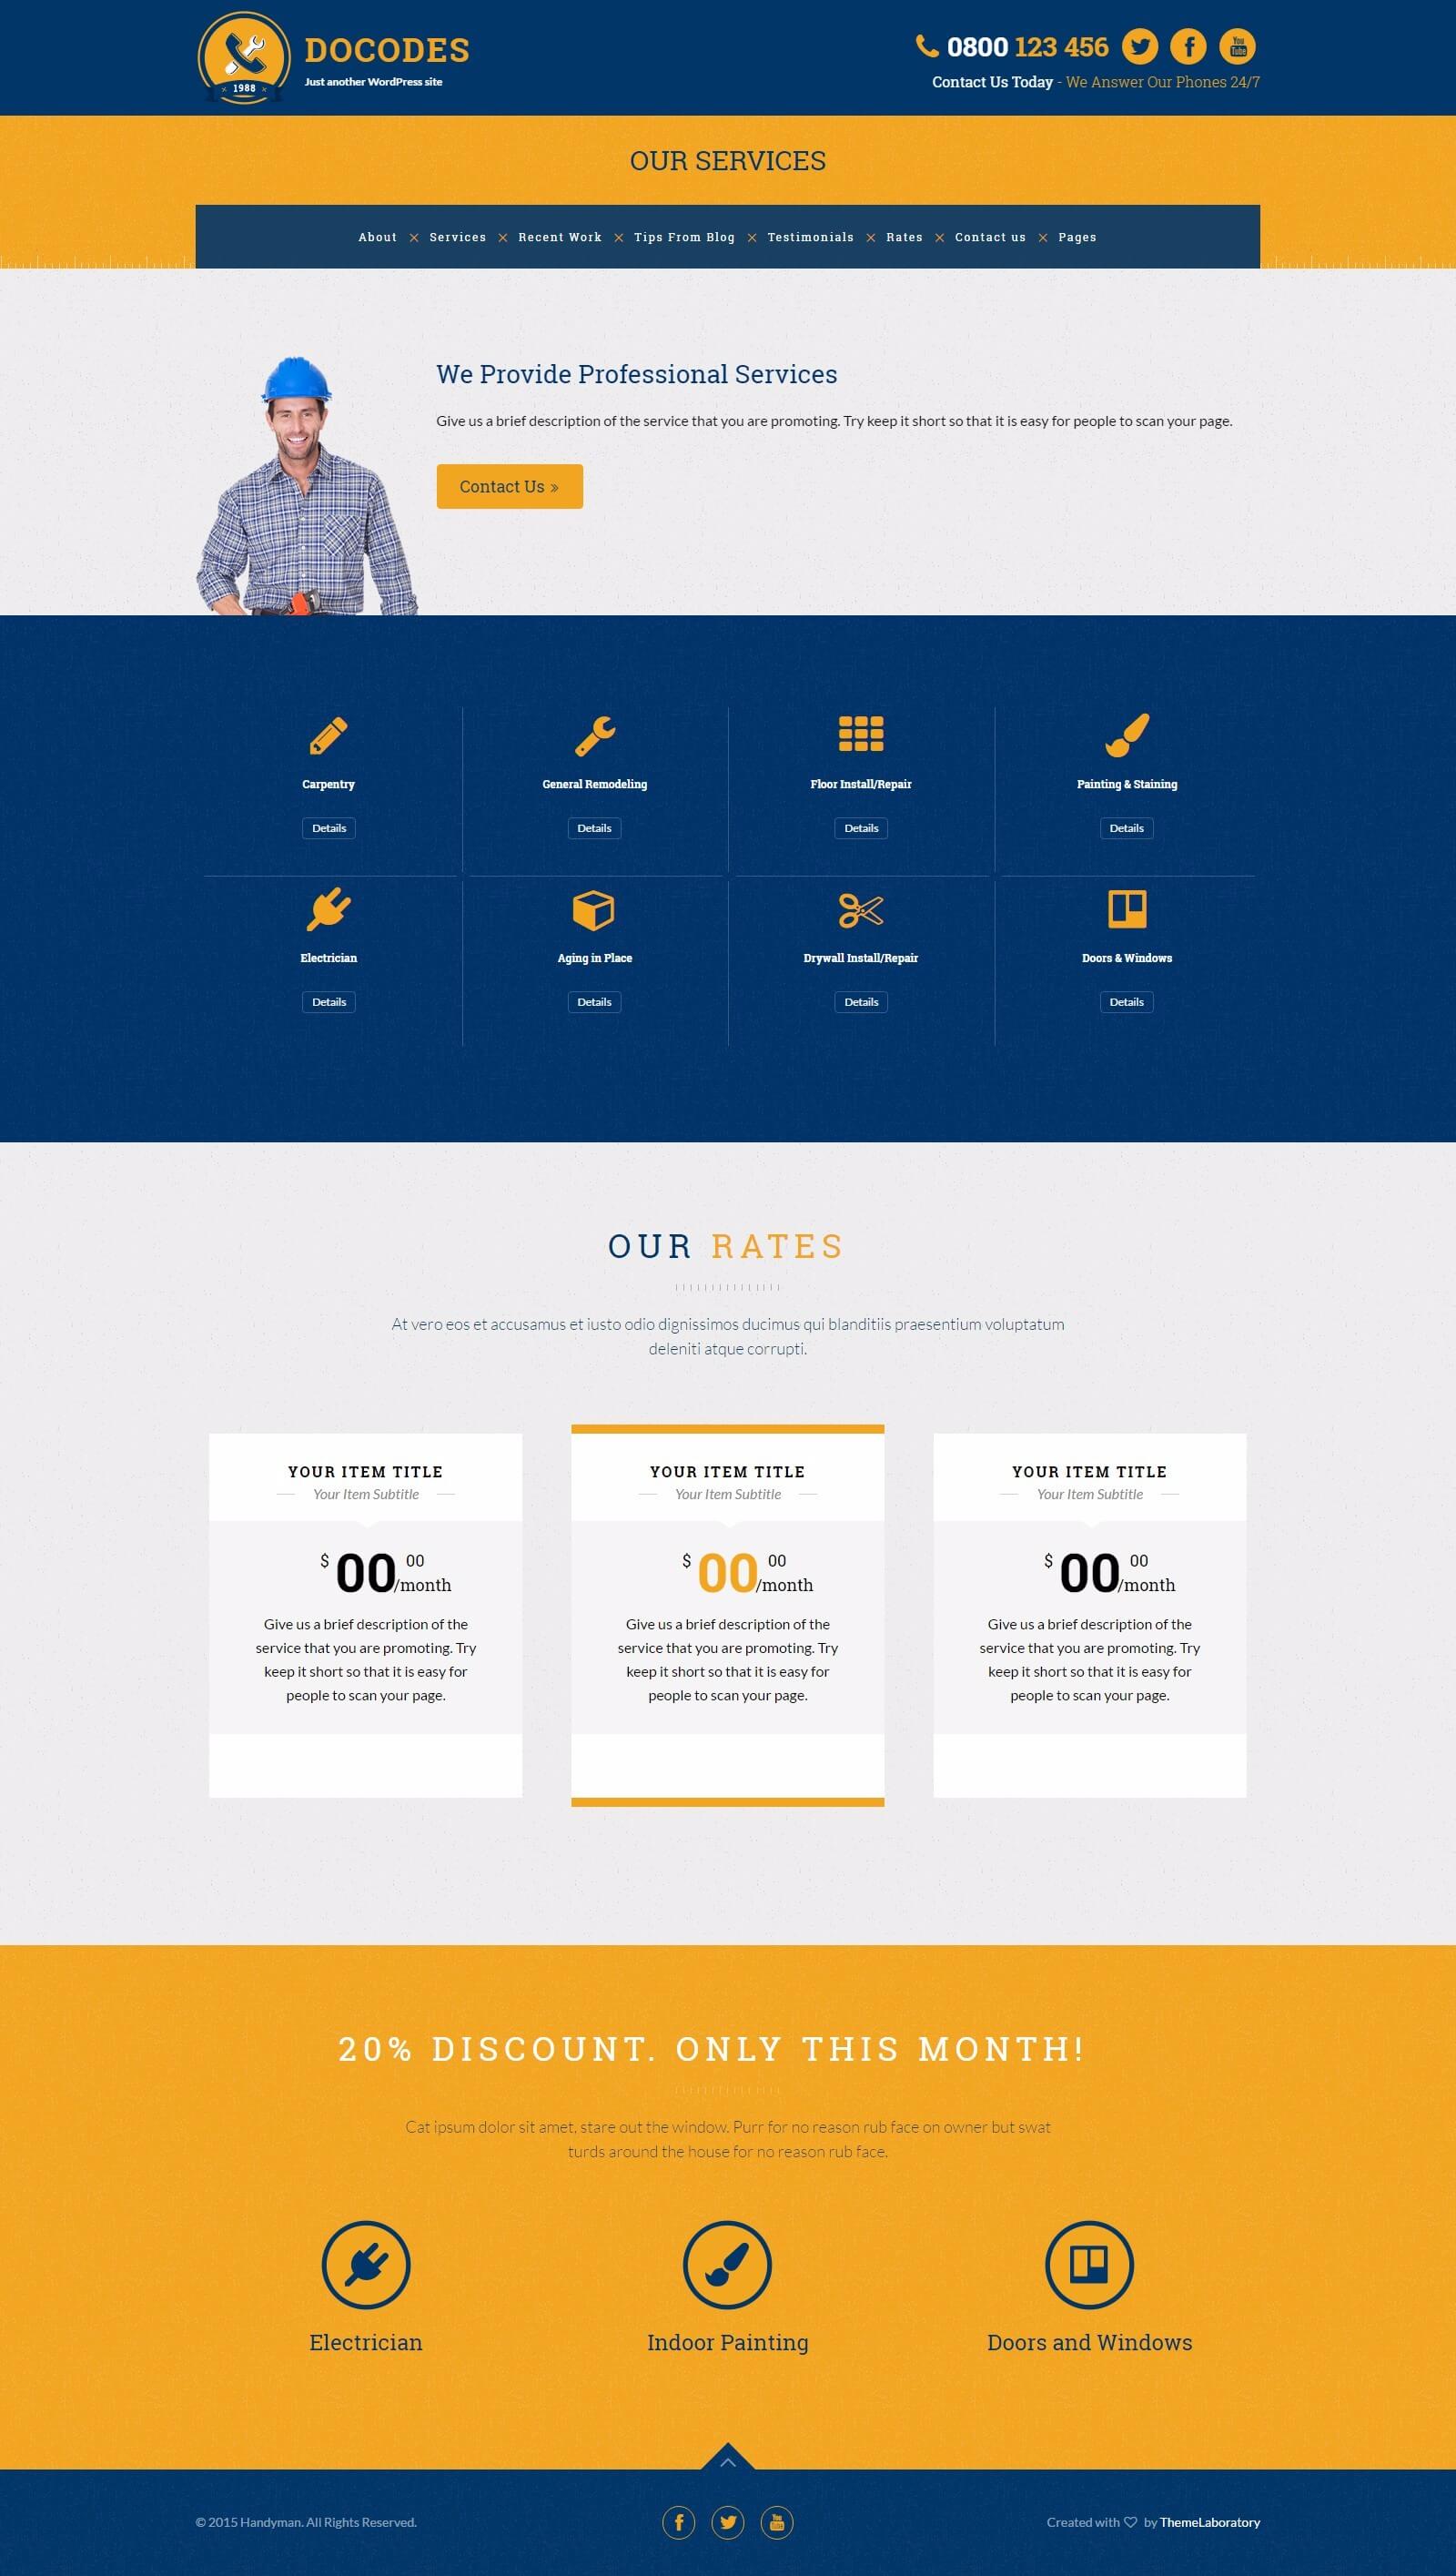 DOCODES
Just another WordPress site
1988
0800 123 456
You
Tube
Contact Us Today - We Answer Our Phones 24/7
OUR SERVICES
About Services Recent Work Tips From Blog Testimonials Rates Contact us Pages
We Provide Professional Services
Give us a brief description of the service that you are promoting. Try keep it short so that it is easy for people to scan your page.
Contact Us »
Carpentry General Remodeling Floor Install/Repair Painting & Staining
Details Details Details Details
Electrician Aging in Place Drywall Install/Repair Doors & Windows
Details Details Details Details
OUR RATES
At vero eos et accusamus et iusto odio dignissimos ducimus qui blanditiis praesentium voluptatum
deleniti atque corrupti.
YOUR ITEM TITLE
Your Item Subtitle
$ 00 00
/month
Give us a brief description of the
service that you are promoting. Try
keep it short so that it is easy for
people to scan your page.
YOUR ITEM TITLE
Your Item Subtitle
$ 00 00
/month
Give us a brief description of the
service that you are promoting. Try
keep it short so that it is easy for
people to scan your page.
YOUR ITEM TITLE
Your Item Subtitle
$ 00 00
/month
Give us a brief description of the
service that you are promoting. Try
keep it short so that it is easy for
people to scan your page.
20% DISCOUNT. ONLY THIS MONTH!
Cat ipsum dolor sit amet, stare out the window. Purr for no reason rub face on owner but swat
turds around the house for no reason rub face.
Electrician Indoor Painting Doors and Windows
© 2015 Handyman. All Rights Reserved.
You
Tube
Created with ♡ by ThemeLaboratory